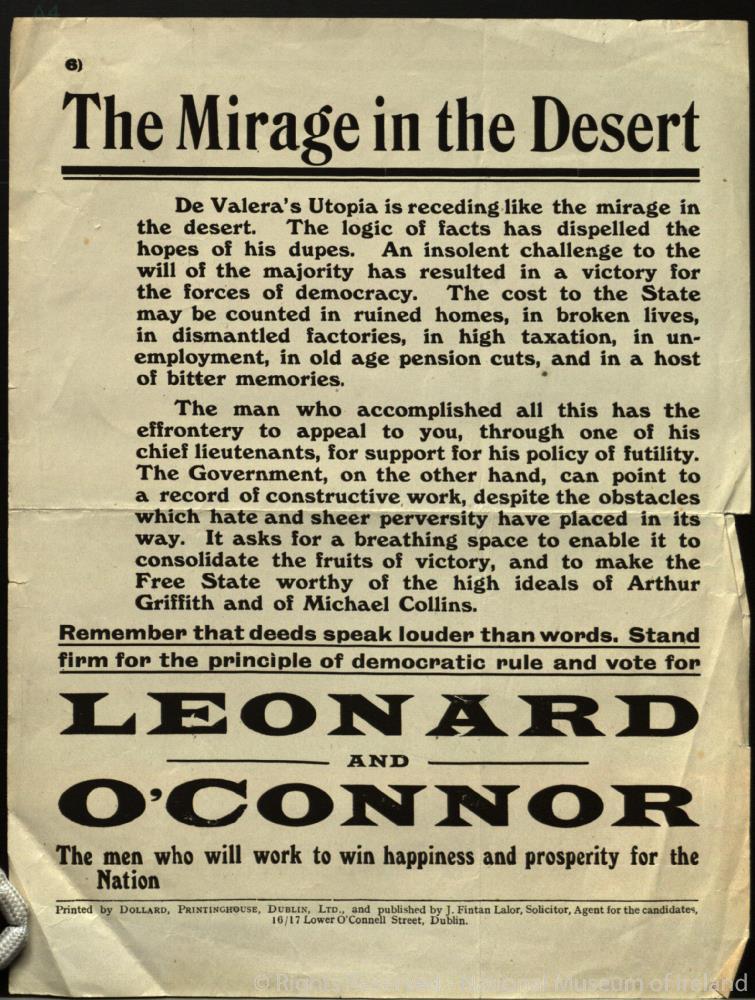 6)
The Mirage in the Desert
De Valera's Utopia is receding like the mirage in
the desert. The logic of facts has dispelled the
hopes of his dupes. An insolent challenge to the
will of the majority has resulted in a victory for
the forces of democracy. The cost to the State
may be counted in ruined homes, in broken lives,
in dismantled factories, in high taxation, in un-
employment, in old age pension cuts, and in a host
of bitter memories.
The man who accomplished all this has the
effrontery to appeal to you, through one of his
chief lieutenants, for support for his policy of futility.
The Government, on the other hand, can point to
a record of constructive work, despite the obstacles
which hate and sheer perversity have placed in its
way. It asks for a breathing space to enable it to
consolidate the fruits of victory, and to make the
Free State worthy of the high ideals of Arthur
Griffith and of Michael Collins.
Remember that deeds speak louder than words. Stand
firm for the principle of democratic rule and vote for
LEONARD
AND
O'CONNOR
The men who will work to win happiness and prosperity for the
Nation
Printed by DOLLARD, PRINTINGHOUSE, DUBLIN, LTD., and published by J. Fintan Lalor, Solicitor, Agent for the candidates,
16/17 Lower O'Connell Street, Dublin.
© Rights Reserved - National Museum of Ireland